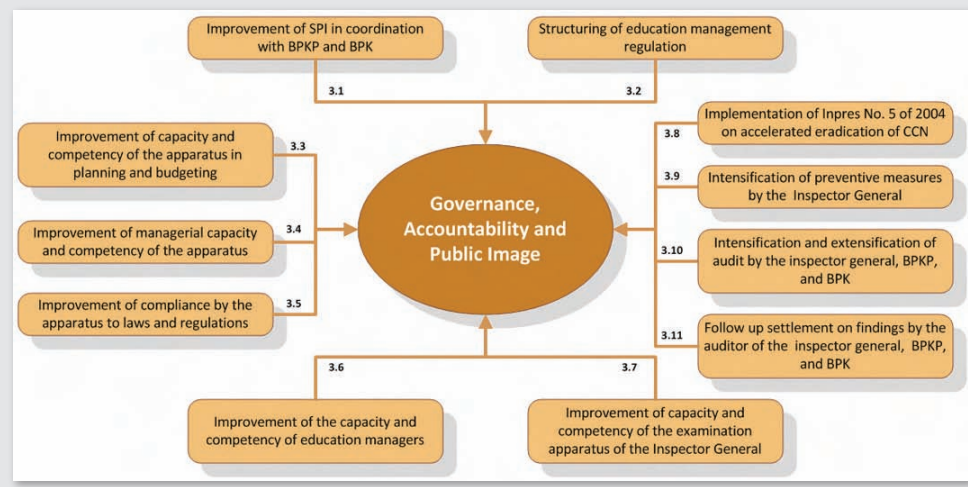 Improvement of SPI in coordination
with BPKP and BPK
Structuring of education management
regulation
3.1
3.2
Improvement of capacity and
competency of the apparatus in
planning and budgeting
3.3
Improvement of managerial capacity
and competency of the apparatus
3.4
Improvement of compliance by the
apparatus to laws and regulations
3.5
Governance,
Accountability and
Public Image
3.8
Implementation of Inpres No. 5 of 2004
on accelerated eradication of CCN
3.9
Intensification of preventive measures
by the Inspector General
3.10
Intensification and extensification of
audit by the inspector general, BPKP,
and BPK
3.11
Follow up settlement on findings by the
auditor of the inspector general, BPKP,
and BPK
3.6
3.7
Improvement of the capacity and
competency of education managers
Improvement of capacity and
competency of the examination
apparatus of the Inspector General